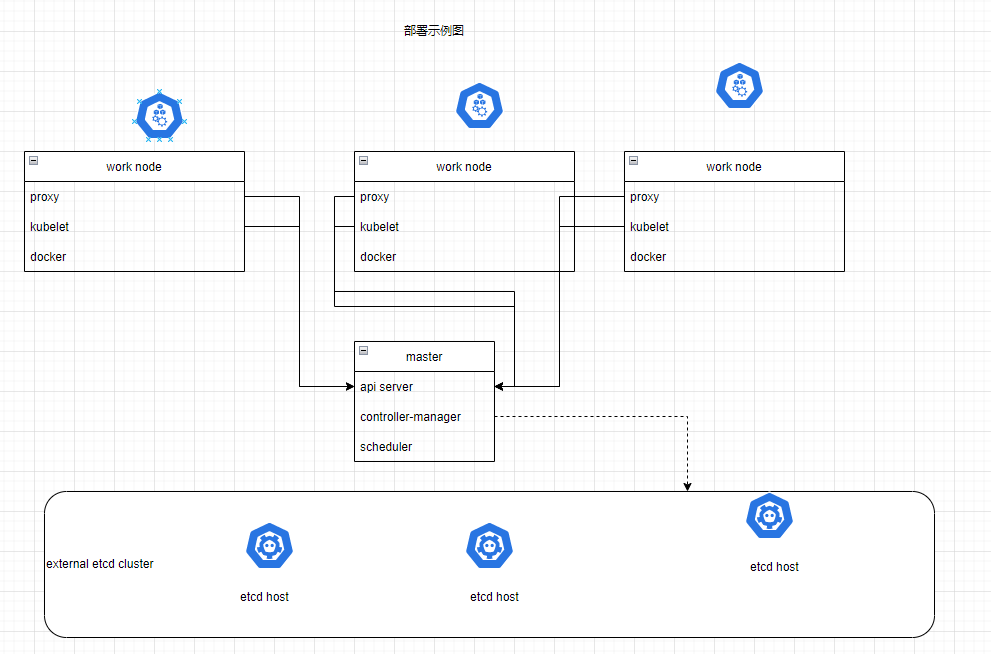 部署示例图
work node
proxy
kubelet
docker
work node
proxy
kubelet
docker
work node
proxy
kubelet
docker
master
api server
controller-manager
scheduler
external etcd cluster
etcd host
etcd host
etcd host